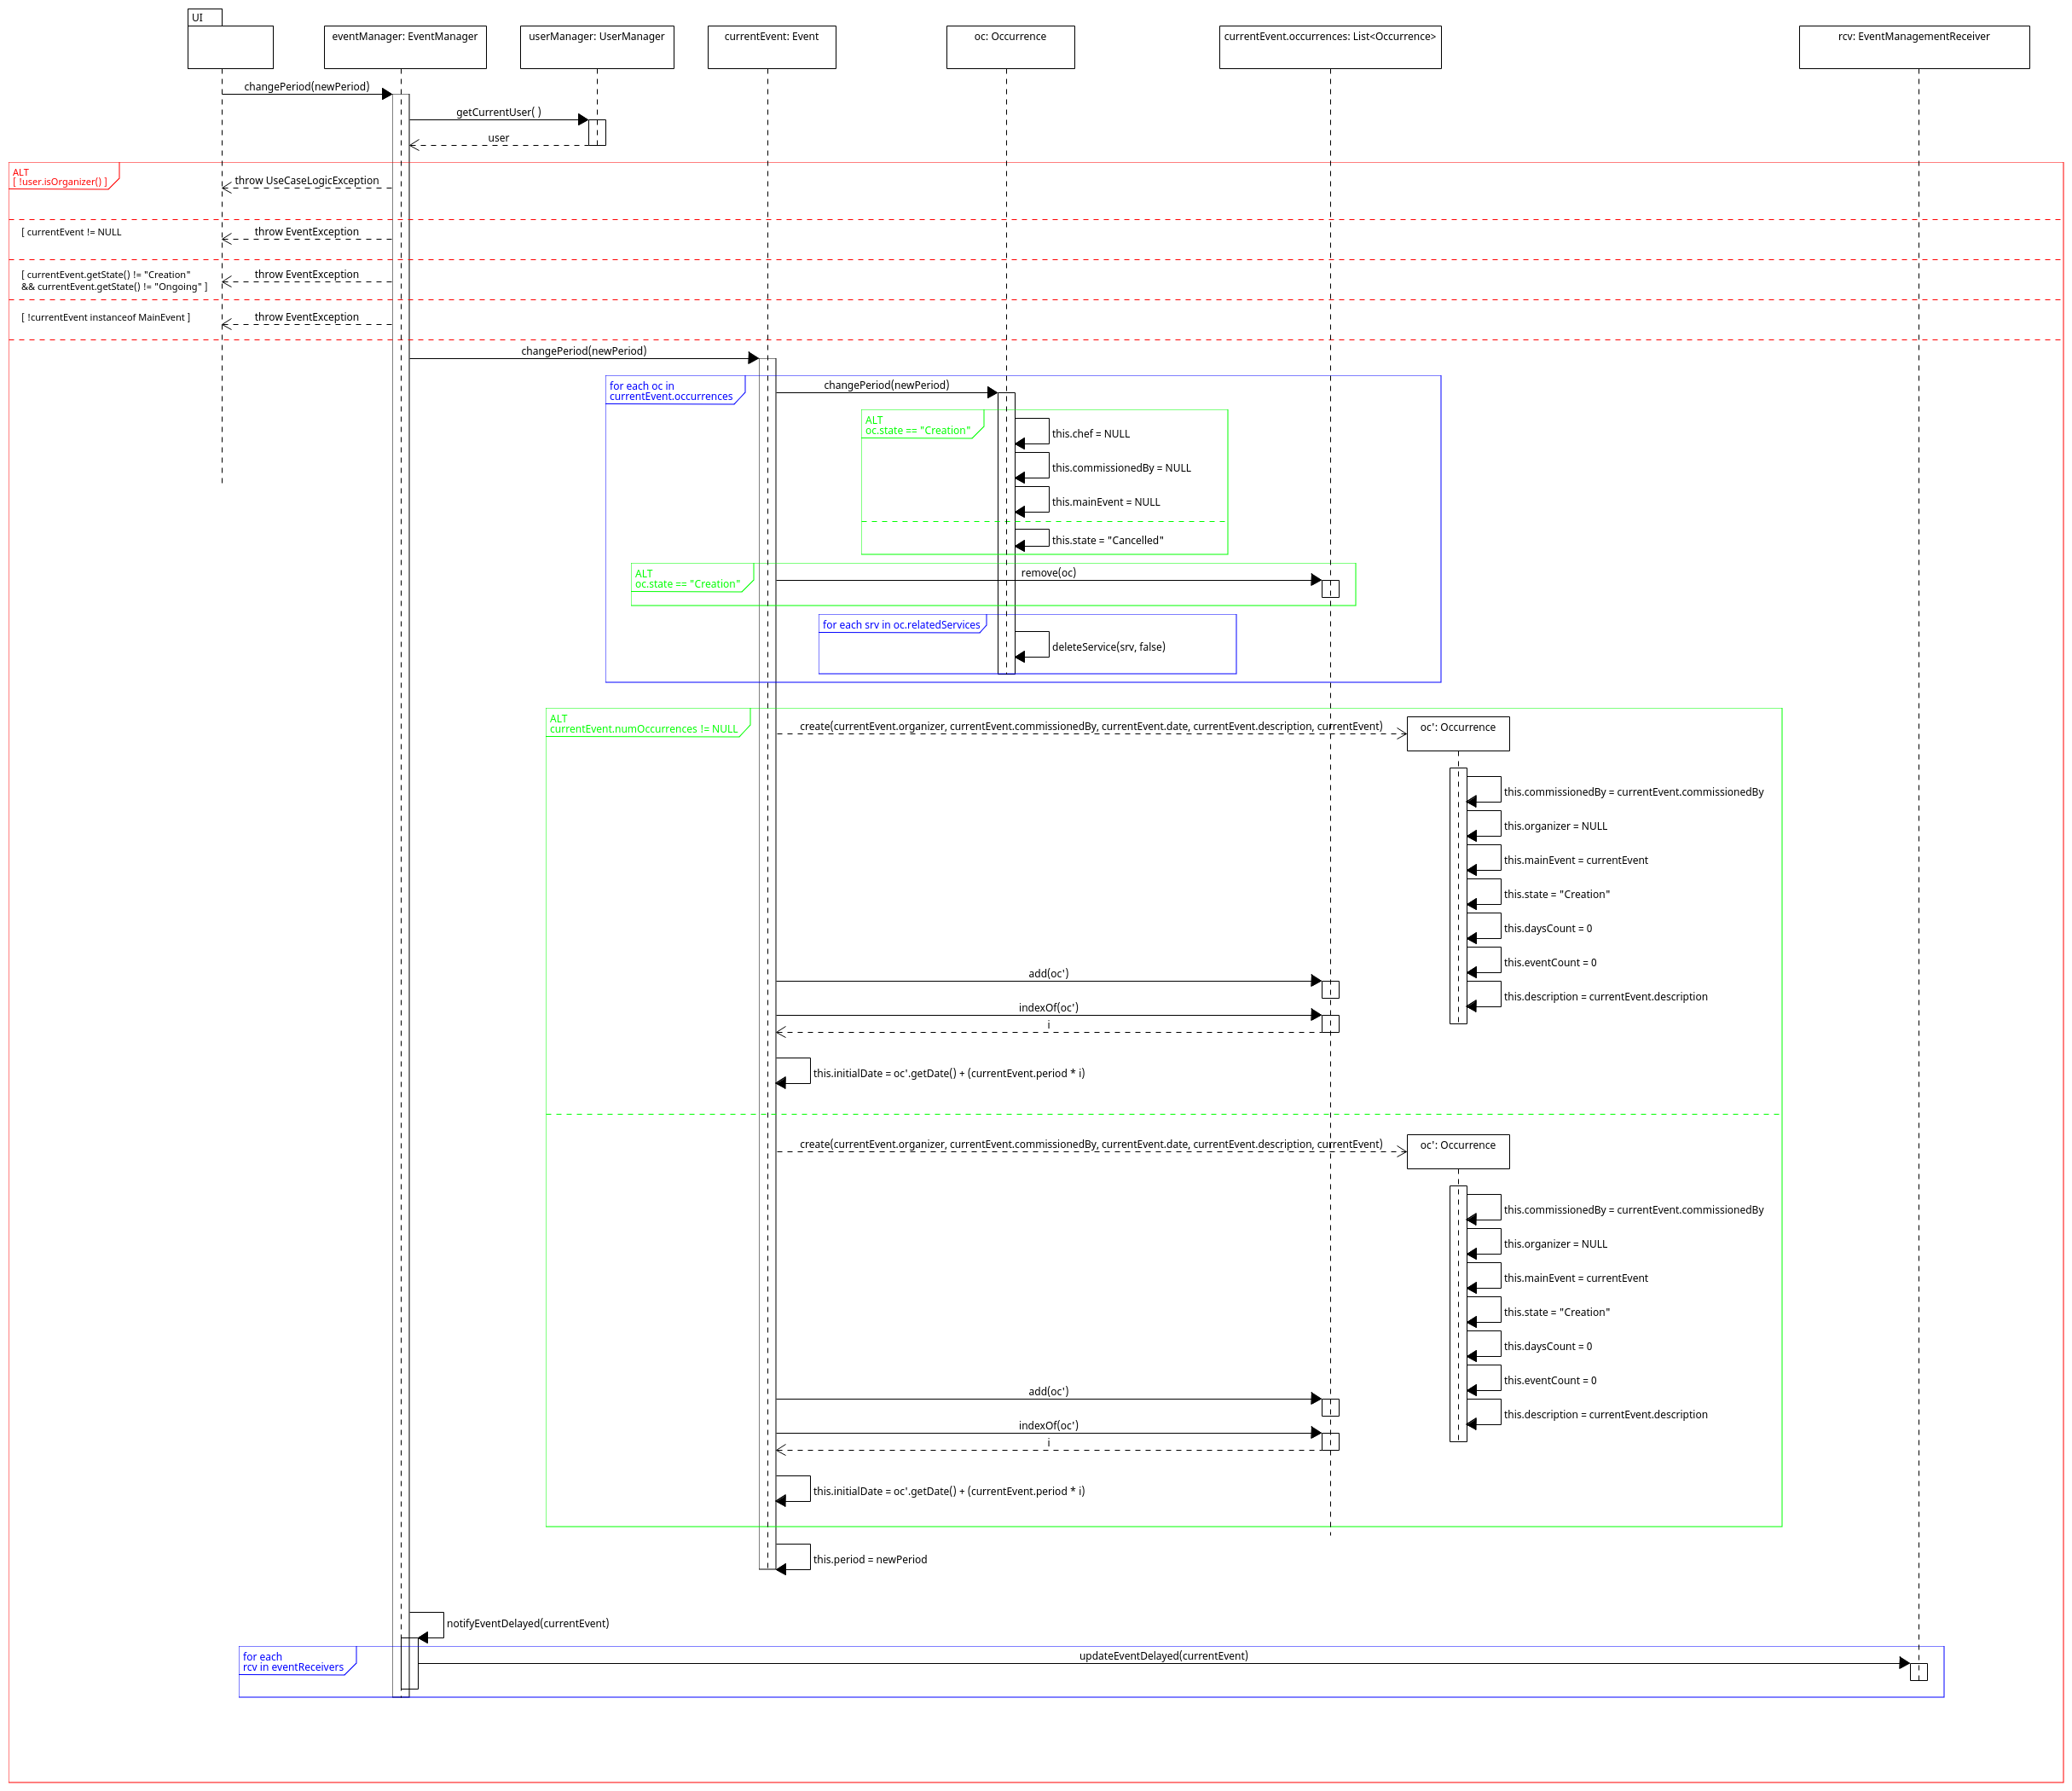 UI
eventManager: EventManager
userManager: UserManager
currentEvent: Event
oc: Occurrence
currentEvent.occurrences: List<Occurrence>
rcv: EventManagementReceiver
changePeriod(newPeriod)
getCurrentUser( )
user
ALT
[ !user.isOrganizer() ]
throw UseCaseLogicException
[ currentEvent != NULL
throw EventException
[ currentEvent.getState() != "Creation"
&& currentEvent.getState() != "Ongoing" ]
throw EventException
[ !currentEvent instanceof MainEvent ]
throw EventException
changePeriod(newPeriod)
for each oc in
currentEvent.occurrences
changePeriod(newPeriod)
ALT
oc.state == "Creation"
this.chef = NULL
this.commissionedBy = NULL
this.mainEvent = NULL
this.state = "Cancelled"
ALT
oc.state == "Creation"
remove(oc)
for each srv in oc.relatedServices
deleteService(srv, false)
ALT
currentEvent.numOccurrences != NULL
create(currentEvent.organizer, currentEvent.commissionedBy, currentEvent.date, currentEvent.description, currentEvent)
oc': Occurrence
this.commissionedBy = currentEvent.commissionedBy
this.organizer = NULL
this.mainEvent = currentEvent
this.state = "Creation"
this.daysCount = 0
this.eventCount = 0
add(oc')
this.description = currentEvent.description
indexOf(oc')
i
this.initialDate = oc'.getDate() + (currentEvent.period * i)
create(currentEvent.organizer, currentEvent.commissionedBy, currentEvent.date, currentEvent.description, currentEvent)
oc': Occurrence
this.commissionedBy = currentEvent.commissionedBy
this.organizer = NULL
this.mainEvent = currentEvent
this.state = "Creation"
this.daysCount = 0
this.eventCount = 0
add(oc')
this.description = currentEvent.description
indexOf(oc')
i
this.initialDate = oc'.getDate() + (currentEvent.period * i)
this.period = newPeriod
notifyEventDelayed(currentEvent)
for each
rcv in eventReceivers
updateEventDelayed(currentEvent)